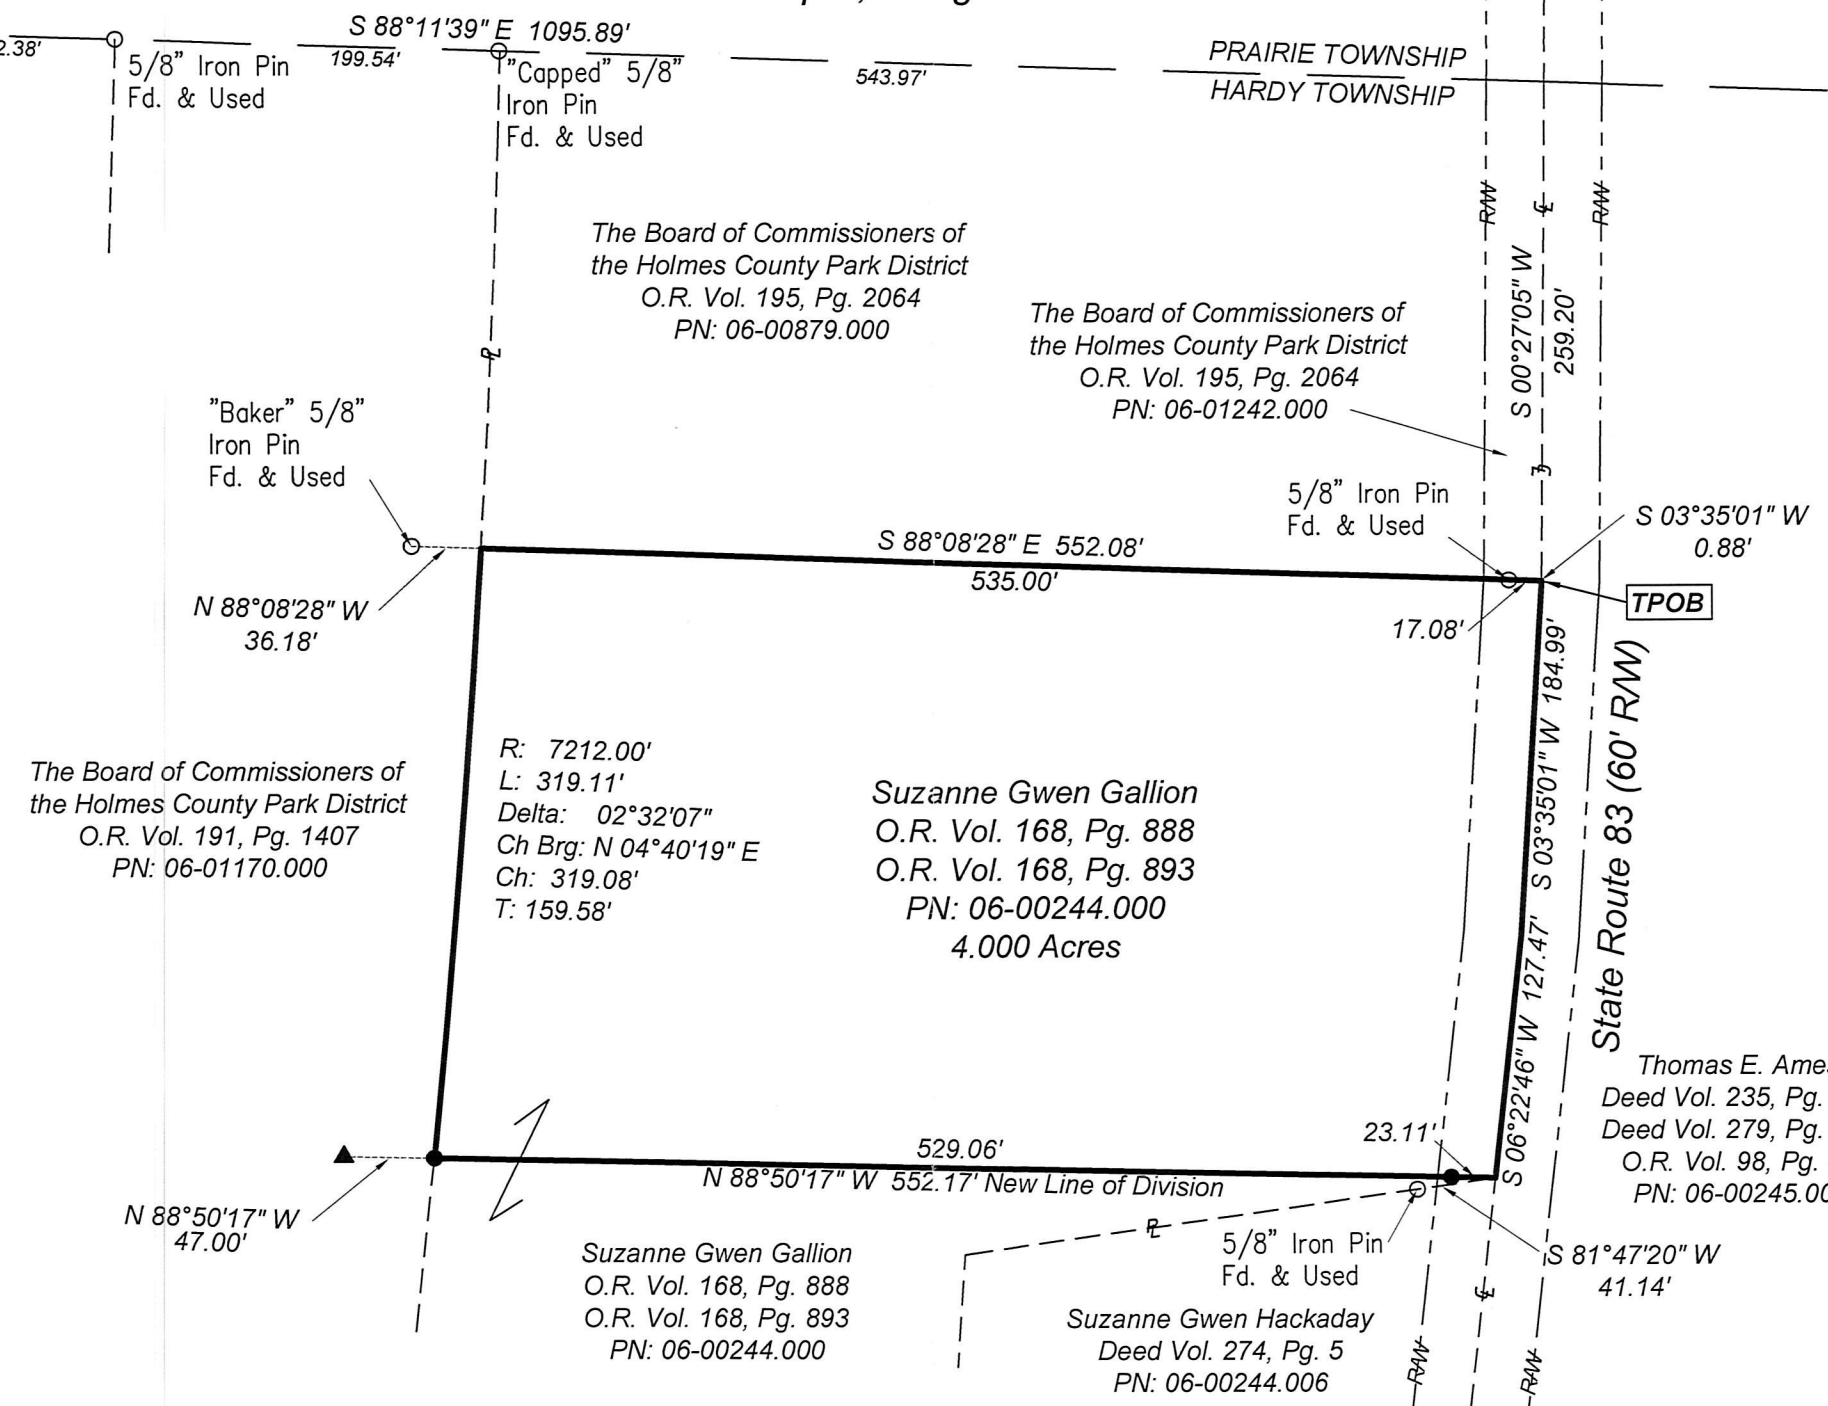 S 88°11'39" E 1095.89'
2.38'
199.54'
543.97'
5/8" Iron Pin
Fd. & Used
"Capped" 5/8"
Iron Pin
Fd. & Used
PRAIRIE TOWNSHIP
HARDY TOWNSHIP
R/W
R/W
The Board of Commissioners of
the Holmes County Park District
O.R. Vol. 195, Pg. 2064
PN: 06-00879.000
The Board of Commissioners of
the Holmes County Park District
O.R. Vol. 195, Pg. 2064
PN: 06-01242.000
S 00°27'05" W
259.20'
"Baker" 5/8"
Iron Pin
Fd. & Used
5/8" Iron Pin
Fd. & Used
S 03°35'01" W
0.88'
S 88°08'28" E 552.08'
535.00'
TPOB
N 88°08'28" W
36.18'
17.08'
S 03°35'01" W 184.99'
State Route 83 (60' R/W)
The Board of Commissioners of
the Holmes County Park District
O.R. Vol. 191, Pg. 1407
PN: 06-01170.000
R: 7212.00'
L: 319.11'
Delta: 02°32'07"
Ch Brg: N 04°40'19" E
Ch: 319.08'
T: 159.58'
Suzanne Gwen Gallion
O.R. Vol. 168, Pg. 888
O.R. Vol. 168, Pg. 893
PN: 06-00244.000
4.000 Acres
S 06°22'46" W 127.47'
Thomas E. Ame
Deed Vol. 235, Pg.
Deed Vol. 279, Pg.
O.R. Vol. 98, Pg.
PN: 06-00245.00
23.11'
529.06'
N 88°50'17" W 552.17' New Line of Division
N 88°50'17" W
47.00'
5/8" Iron Pin
Fd. & Used
S 81°47'20" W
41.14'
Suzanne Gwen Gallion
O.R. Vol. 168, Pg. 888
O.R. Vol. 168, Pg. 893
PN: 06-00244.000
Suzanne Gwen Hackaday
Deed Vol. 274, Pg. 5
PN: 06-00244.006
R/W
R/W